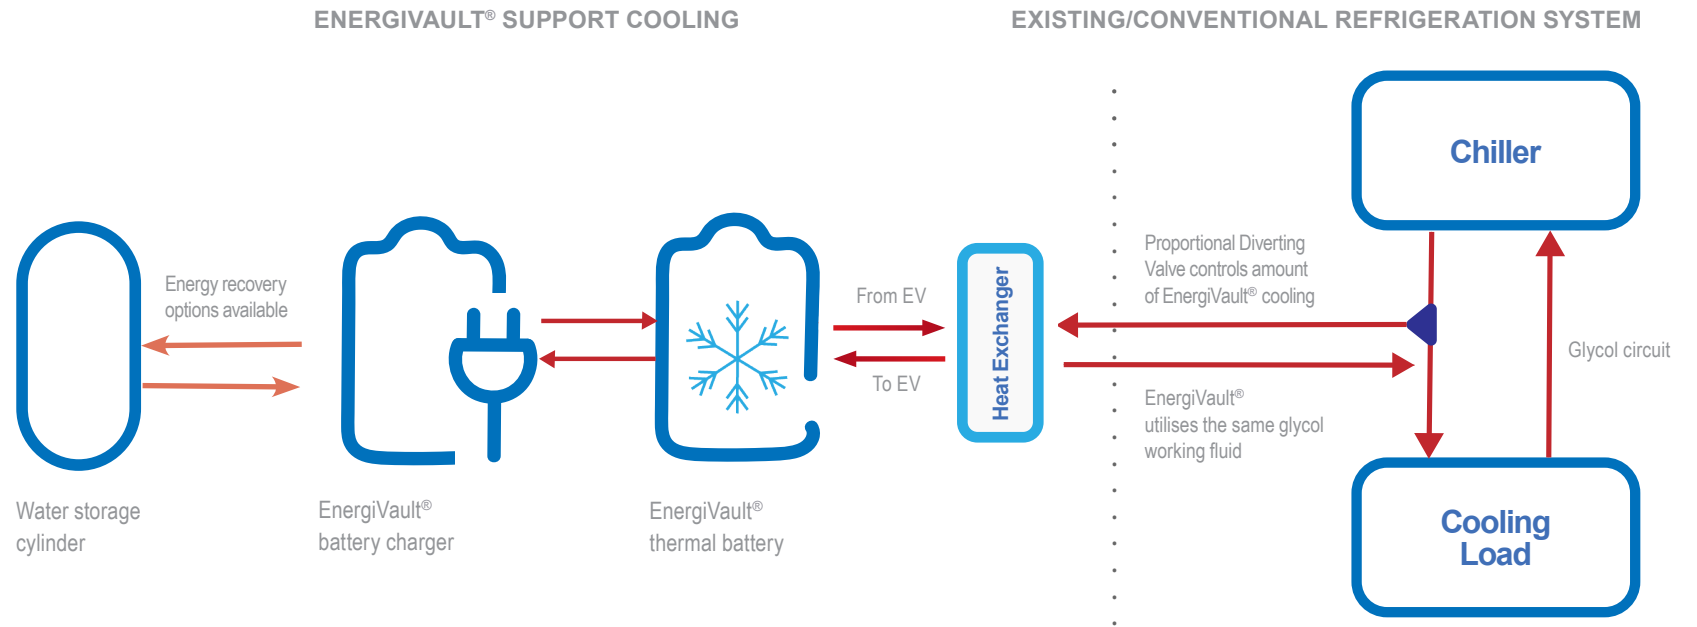 ENERGIVAULT® SUPPORT COOLING
EXISTING/CONVENTIONAL REFRIGERATION SYSTEM
Chiller
Proportional Diverting
Valve controls amount
of EnergiVault® cooling
Energy recovery
options available
From EV
To EV
Heat Exchanger
Glycol circuit
EnergiVault®
utilises the same glycol
working fluid
Water storage
cylinder
EnergiVault®
battery charger
EnergiVault®
thermal battery
Cooling
Load